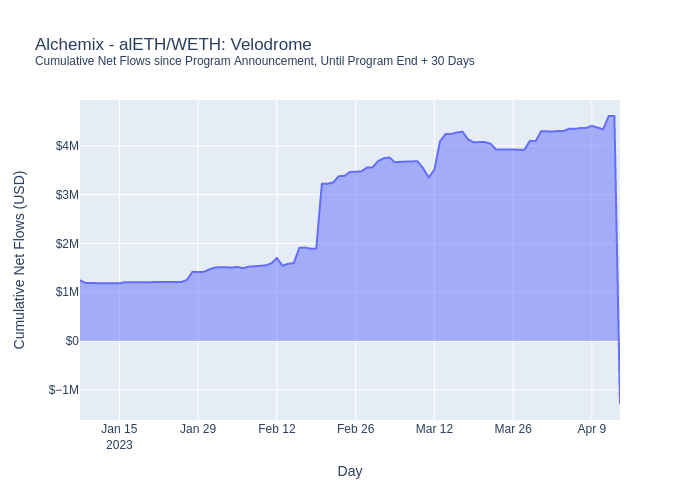 Alchemix - alETH/WETH: Velodrome
Cumulative Net Flows since Program Announcement, Until Program End + 30 Days
Cumulative Net Flows (USD)
$4M
$3M
$2M
$1M
$0
$−1M
Jan 15
2023
Jan 29
Feb 12
Feb 26
Mar 12
Mar 26
Apr 9
Day